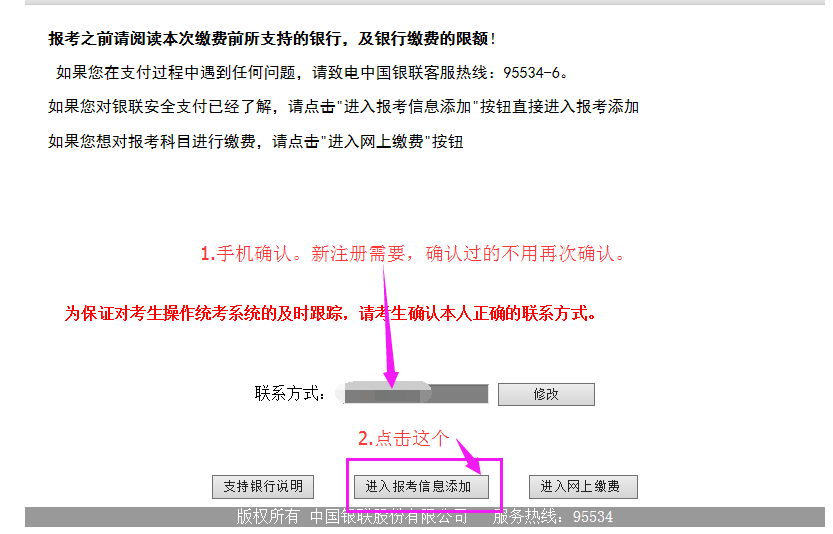 报考之前请阅读本次缴费前所支持的银行，及银行缴费的限额！
如果您在支付过程中遇到任何问题，请致电中国银联客服热线：95534-6。
如果您对银联安全支付已经了解，请点击"进入报考信息添加"按钮直接进入报考添加
如果您想对报考科目进行缴费，请点击"进入网上缴费"按钮
1.手机确认。新注册需要，确认过的不用再次确认。
为保证对考生操作统考系统的及时跟踪，请考生确认本人正确的联系方式。
联系方式： 修改
2.点击这个
支持银行说明 进入报考信息添加 进入网上缴费
版权所有 中国银联股份有限公司 服务热线：95534